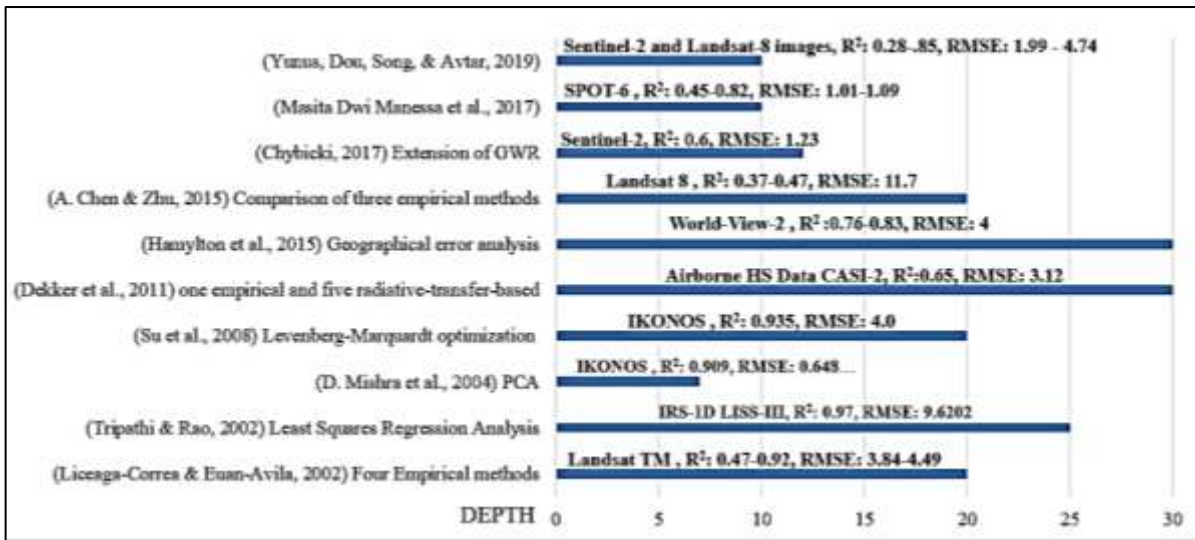 Sentinel-2 and Landsat-8 images, R²: 0.28-.85, RMSE: 1.99 - 4.74
(Yunus, Dou, Song, & Avtar, 2019)
SPOT-6 , R²: 0.45-0.82, RMSE: 1.01-1.09
(Masita Dwi Manessa et al., 2017)
Sentinel-2, R²: 0.6, RMSE: 1.23
(Chybicki, 2017) Extension of GWR
Landsat 8 , R²: 0.37-0.47, RMSE: 11.7
(A. Chen & Zhu, 2015) Comparison of three empirical methods
World-View-2 , R² :0.76-0.83, RMSE: 4
(Hamylton et al., 2015) Geographical error analysis
Airborne HS Data CASI-2, R²:0.65, RMSE: 3.12
(Dekker et al., 2011) one empirical and five radiative-transfer-based
IKONOS , R²: 0.935, RMSE: 4.0
(Su et al., 2008) Levenberg-Marquardt optimization
IKONOS , R²: 0.909, RMSE: 0.648...
(D. Mishra et al., 2004) PCA
IRS-1D LISS-III, R²: 0.97, RMSE: 9.6202
(Tripathi & Rao, 2002) Least Squares Regression Analysis
Landsat TM , R²: 0.47-0.92, RMSE: 3.84-4.49
(Liceaga-Correa & Euan-Avila, 2002) Four Empirical methods
DEPTH 0 5 10 15 20 25 30